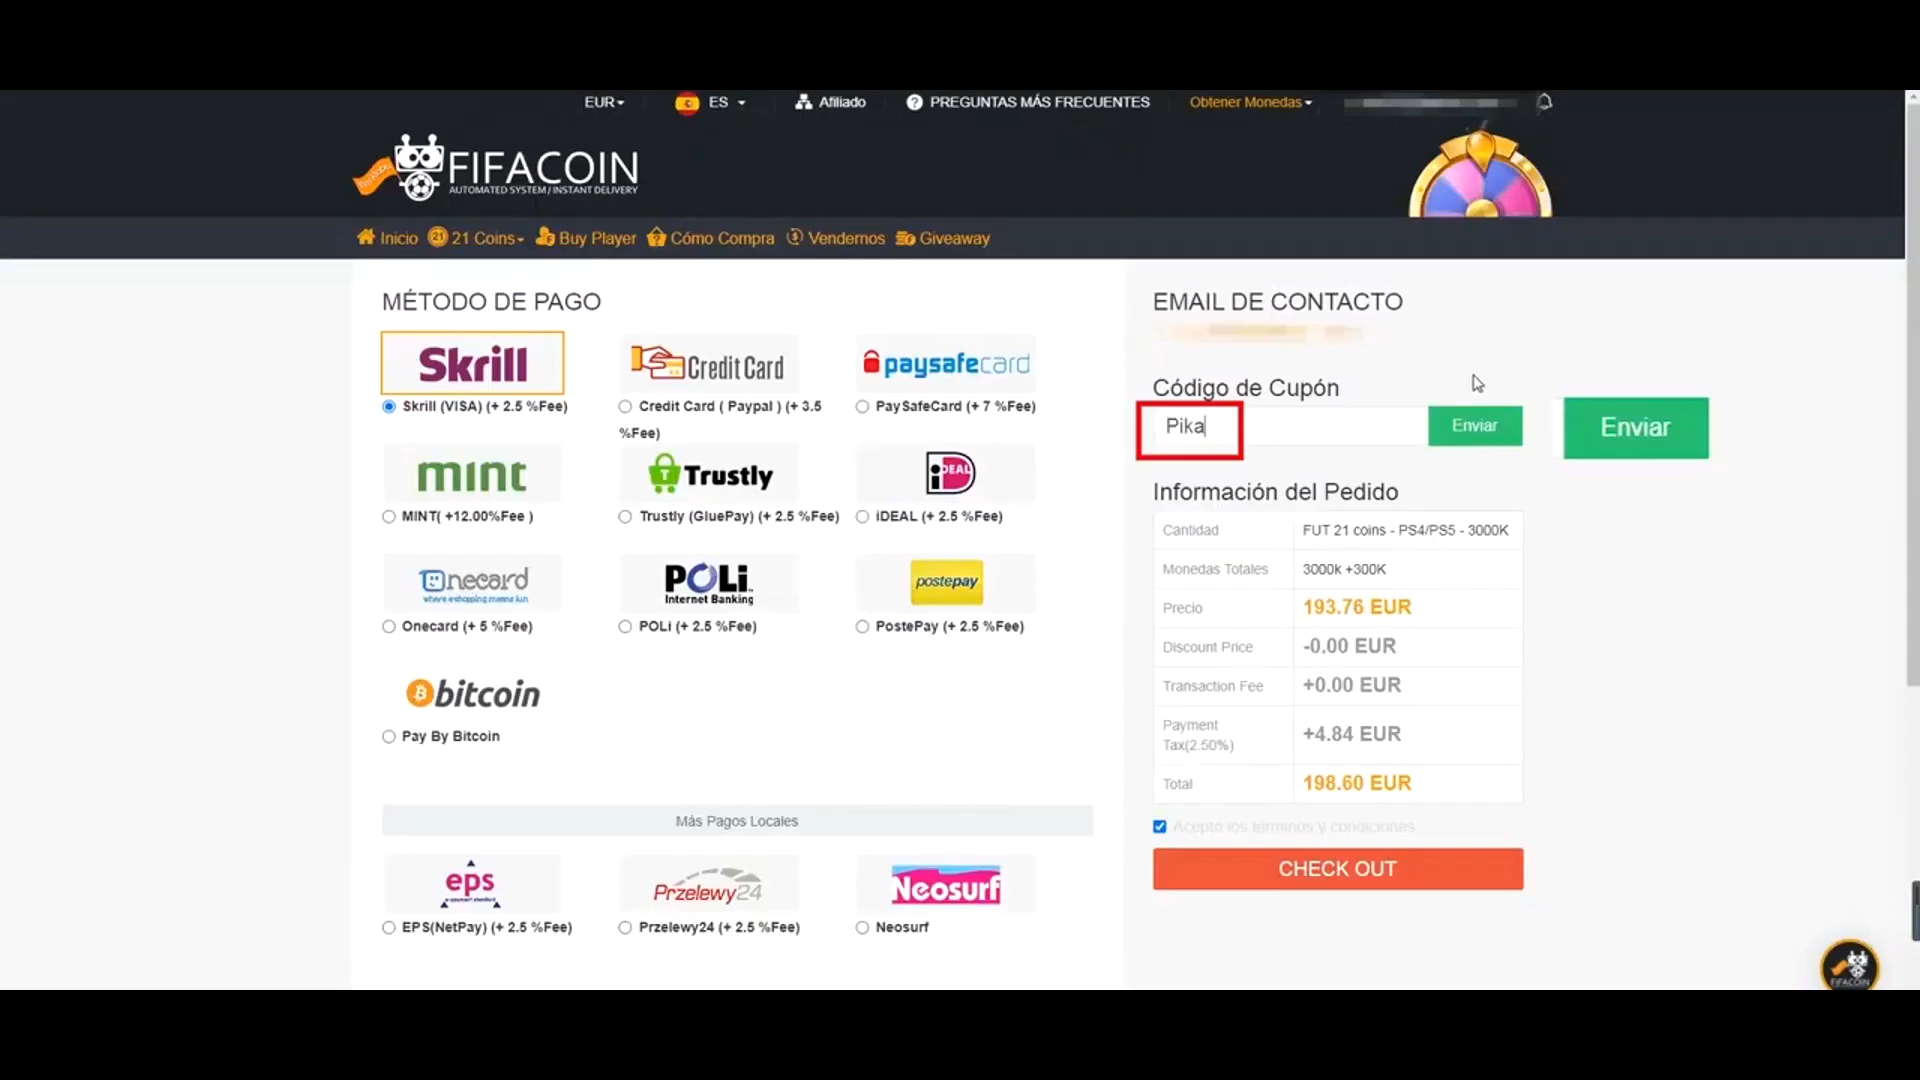 EUR
ES
Afiliado
PREGUNTAS MÁS FRECUENTES
Obtener Monedas
FIFACOIN
AUTOMATED SYSTEM / INSTANT DELIVERY
Inicio
21 Coins
Buy Player
Cómo Compra
Vendernos
Giveaway
MÉTODO DE PAGO
Skrill
Credit Card
paysafecard
Skrill (VISA) (+ 2.5 %Fee)
Credit Card ( Paypal ) (+ 3.5
%Fee)
PaySafeCard (+ 7 %Fee)
mint
Trustly
iDEAL
MINT( +12.00%Fee )
Trustly (GluePay) (+ 2.5 %Fee)
iDEAL (+ 2.5 %Fee)
Onecard
POLi
Internet Banking
postepay
Onecard (+ 5 %Fee)
POLi (+ 2.5 %Fee)
PostePay (+ 2.5 %Fee)
bitcoin
Pay By Bitcoin
Más Pagos Locales
eps
Przelewy24
Neosurf
EPS(NetPay) (+ 2.5 %Fee)
Przelewy24 (+ 2.5 %Fee)
Neosurf
EMAIL DE CONTACTO
Código de Cupón
Pika
Enviar
Enviar
Información del Pedido
Cantidad
FUT 21 coins - PS4/PS5 - 3000K
Monedas Totales
3000k +300K
Precio
193.76 EUR
Discount Price
-0.00 EUR
Transaction Fee
+0.00 EUR
Payment
Tax(2.50%)
+4.84 EUR
Total
198.60 EUR
Acepto los términos y condiciones
CHECK OUT
FIFACOIN